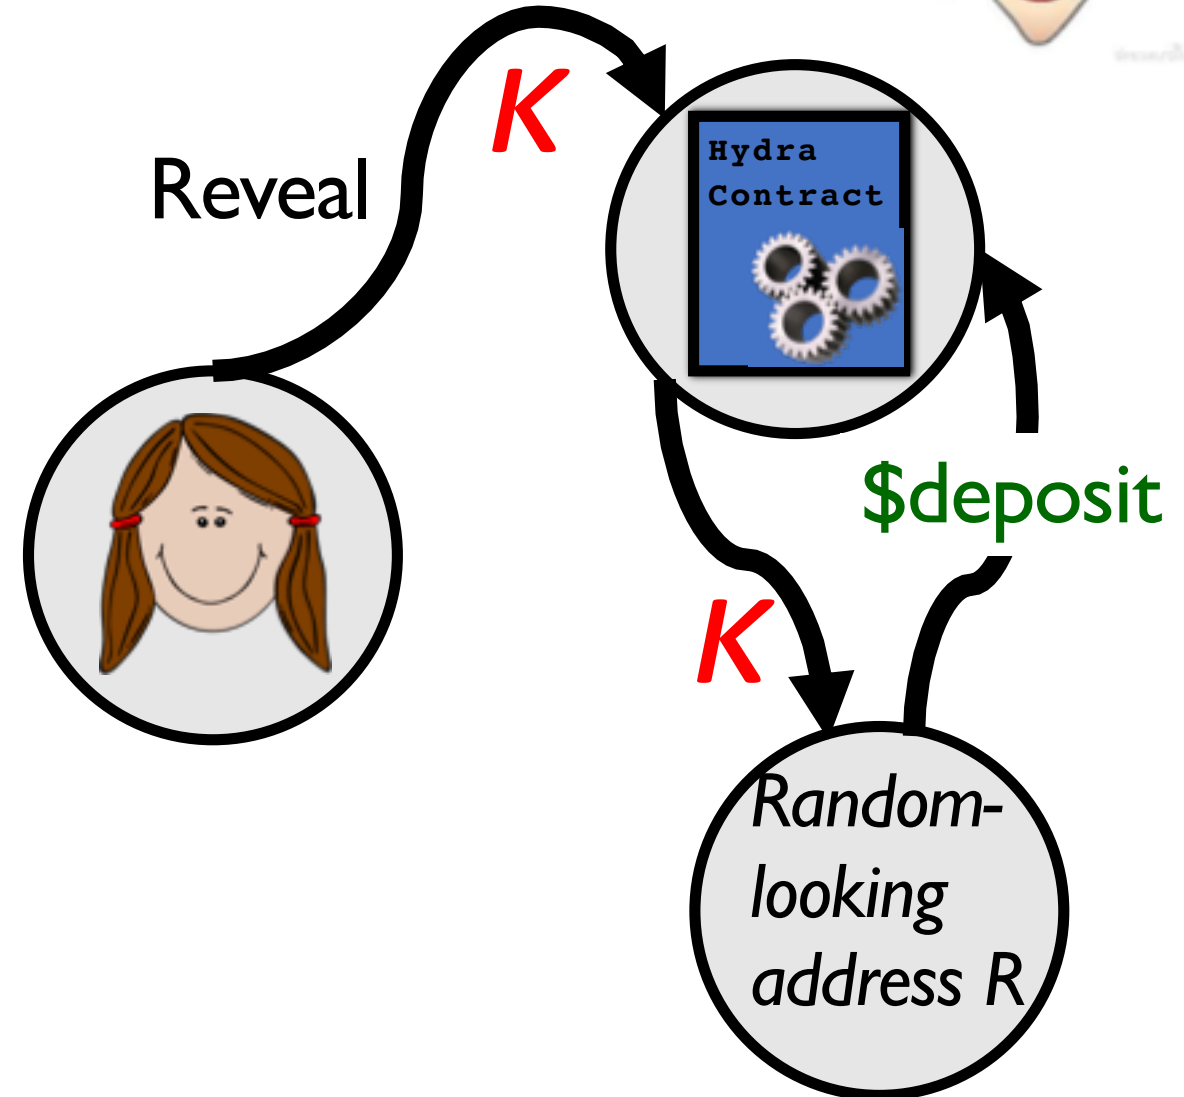 K
Reveal
Hydra
Contract
$deposit
K
Random-
looking
address R